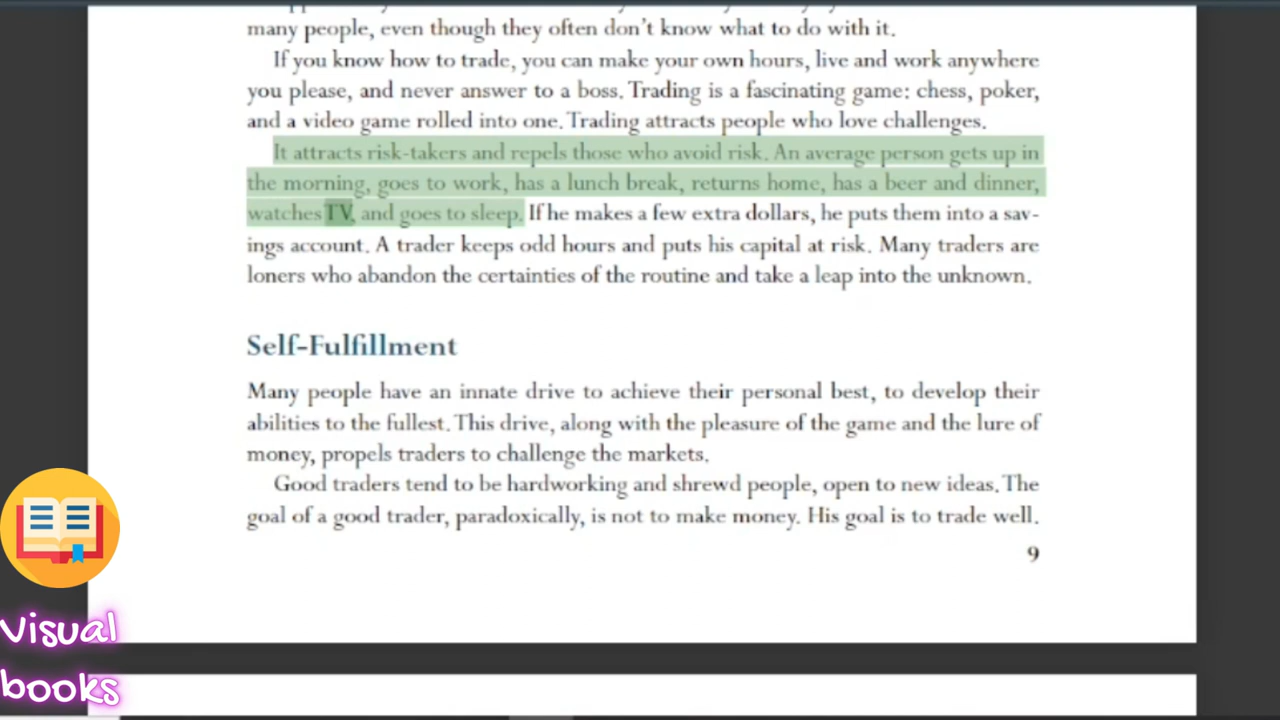 many people, even though they often don't know what to do with it.
If you know how to trade, you can make your own hours, live and work anywhere
you please, and never answer to a boss. Trading is a fascinating game: chess, poker,
and a video game rolled into one. Trading attracts people who love challenges.
It attracts risk-takers and repels those who avoid risk. An average person gets up in
the morning, goes to work, has a lunch break, returns home, has a beer and dinner,
watches TV, and goes to sleep. If he makes a few extra dollars, he puts them into a sav-
ings account. A trader keeps odd hours and puts his capital at risk. Many traders are
loners who abandon the certainties of the routine and take a leap into the unknown.
Self-Fulfillment
Many people have an innate drive to achieve their personal best, to develop their
abilities to the fullest. This drive, along with the pleasure of the game and the lure of
money, propels traders to challenge the markets.
Good traders tend to be hardworking and shrewd people, open to new ideas. The
goal of a good trader, paradoxically, is not to make money. His goal is to trade well.
9
Visual
books